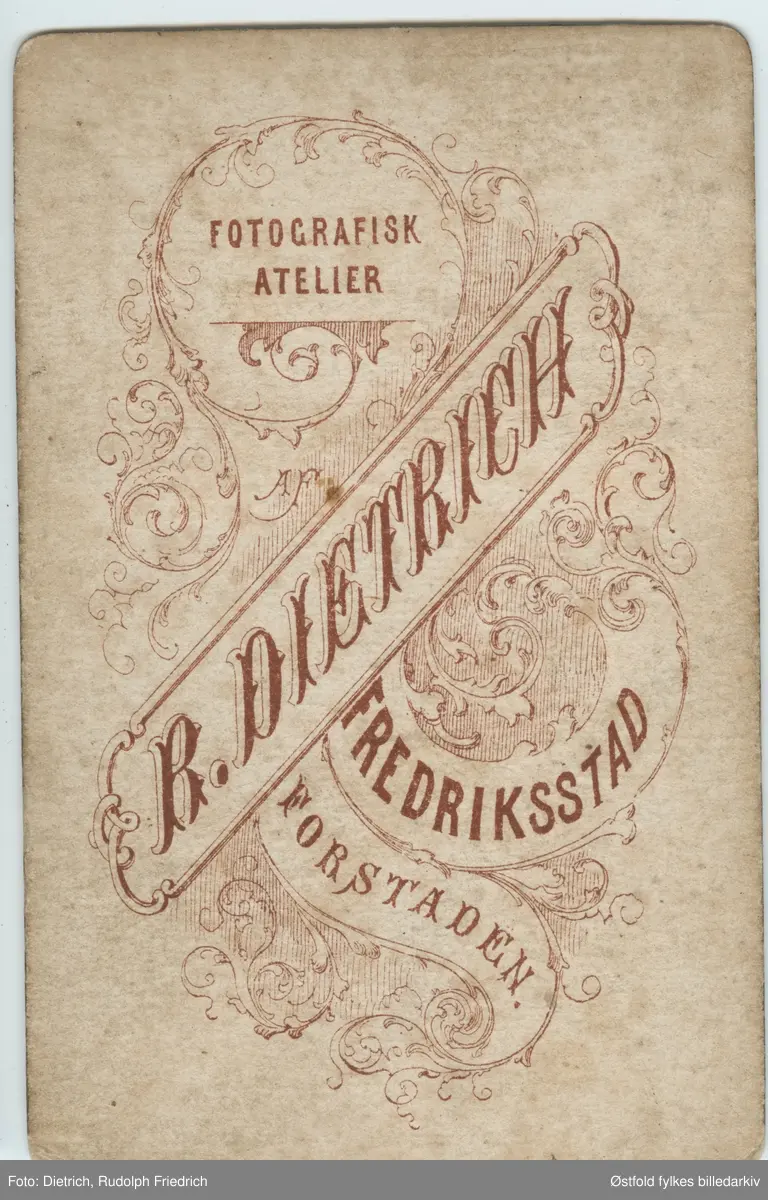 FOTOGRAFISK
ATELIER
AF
R. DIETRICH
FREDRIKSSTAD
FORSTADEN.
Foto: Dietrich, Rudolph Friedrich
Østfold fylkes billedarkiv